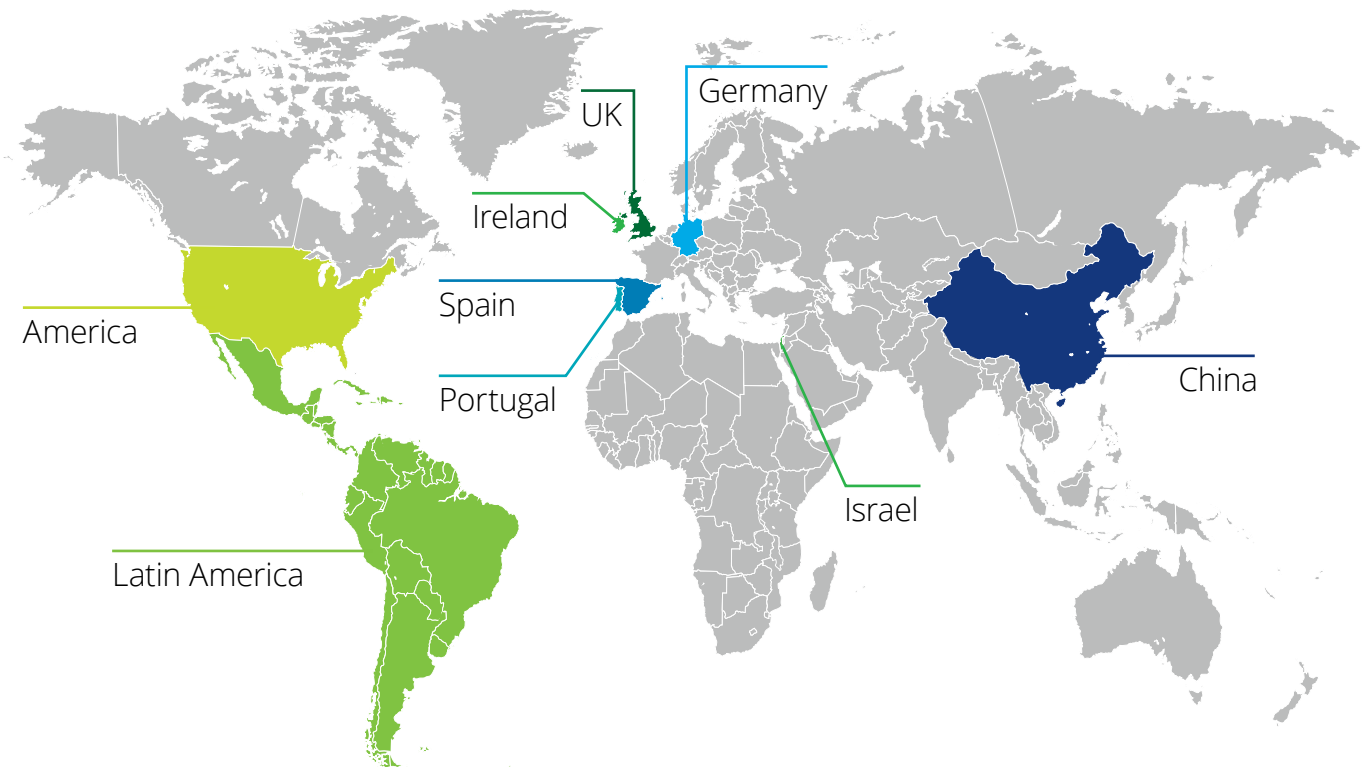 Germany
UK
Ireland
Spain
America
China
Portugal
Israel
Latin America